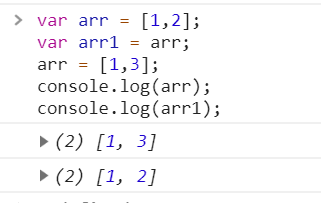 > var arr = [1,2];
var arr1 = arr;
arr = [1,3];
console.log(arr);
console.log(arr1);
▶ (2) [1, 3]
▶ (2) [1, 2]